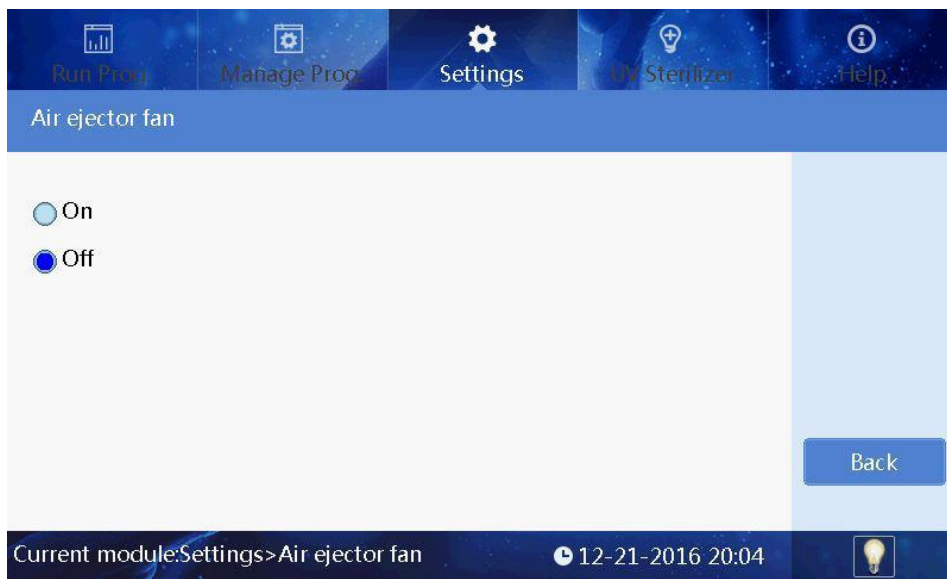 Run Prog
Manage Prog
Settings
UV Sterilizer
Help
Air ejector fan
On
Off
Back
Current module:Settings>Air ejector fan
12-21-2016 20:04